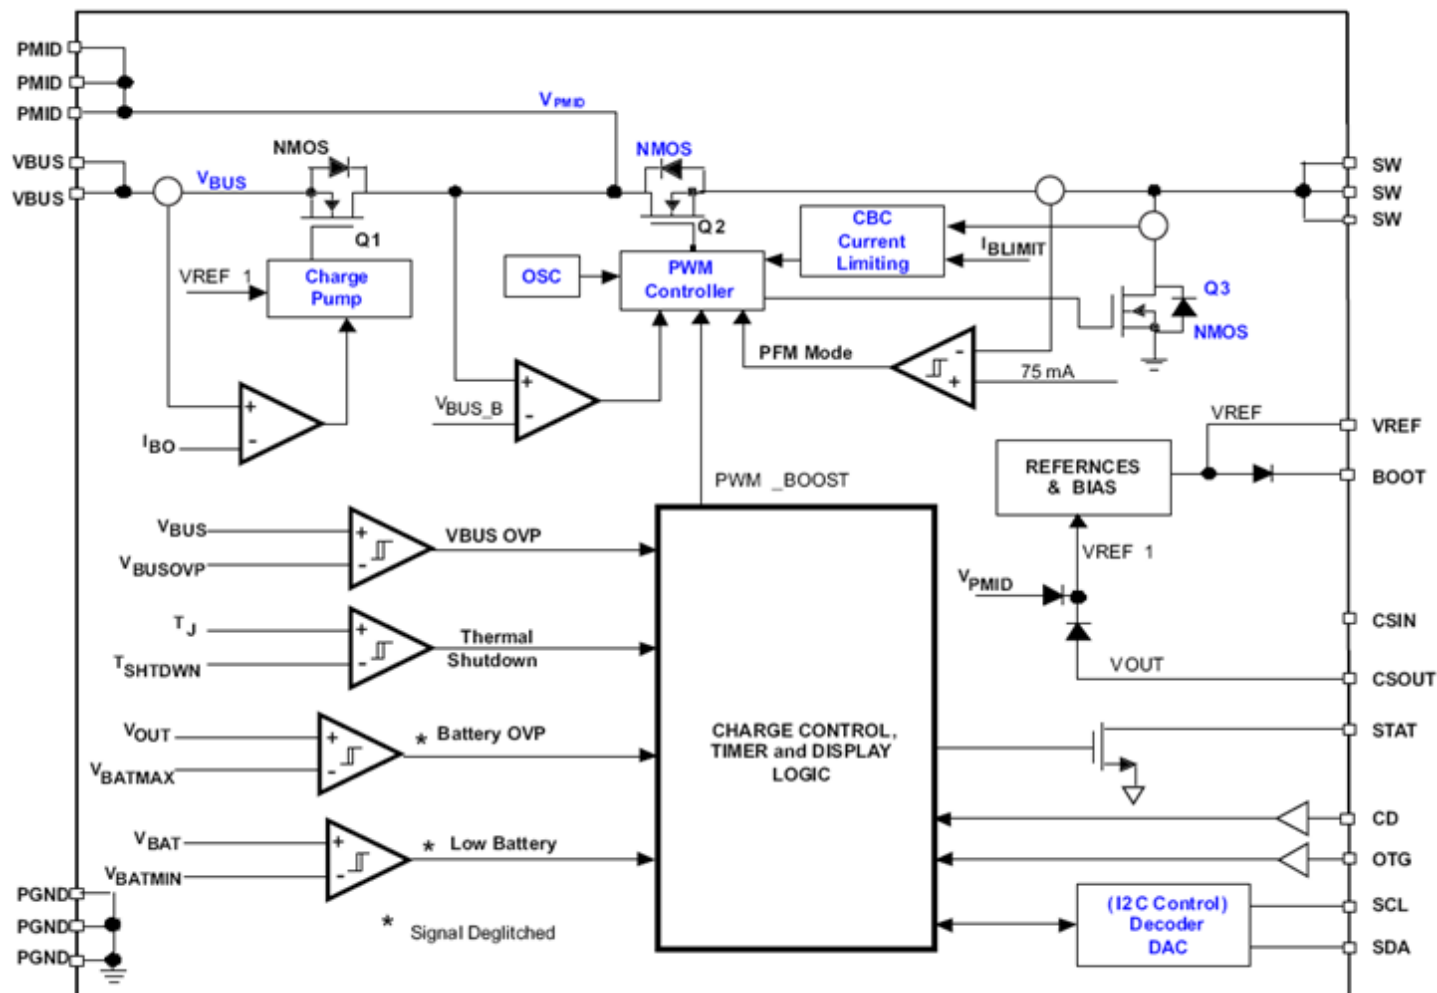 PMID
PMID
PMID
VPMID
VBUS
VBUS
NMOS
VBUS
Q1
NMOS
Q2
SW
SW
SW
CBC
Current
Limiting
IBLIMIT
VREF 1
Charge
Pump
OSC
PWM
Controller
Q3
NMOS
PFM Mode
-
+
75 mA
+
-
IBO
VBUS_B
+
-
VREF
VREF
REFERNCES
& BIAS
BOOT
PWM _BOOST
VREF 1
VBUS
VBUSOVP
+
-
VBUS OVP
VPMID
TJ
TSHTDWN
+
-
Thermal
Shutdown
CSIN
VOUT
CSOUT
VOUT
VBATMAX
+
-
* Battery OVP
CHARGE CONTROL,
TIMER and DISPLAY
LOGIC
STAT
VBAT
VBATMIN
+
-
* Low Battery
CD
OTG
PGND
PGND
PGND
* Signal Deglitched
(I2C Control)
Decoder
DAC
SCL
SDA